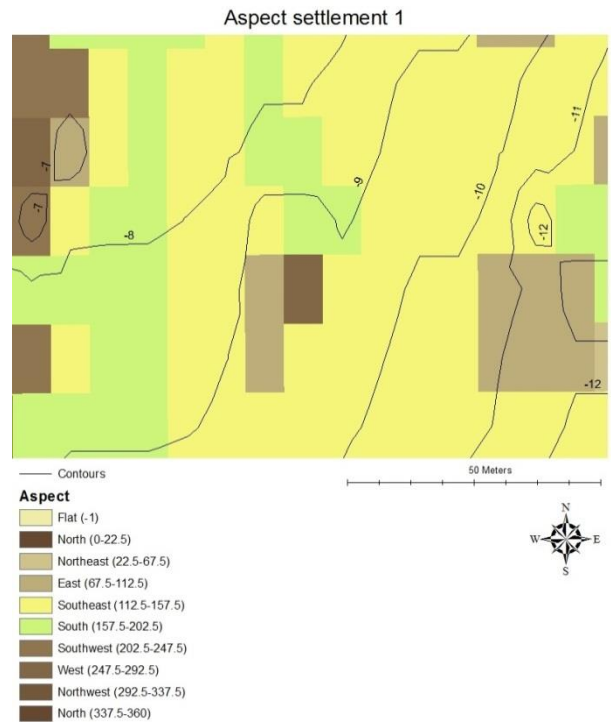 Aspect settlement 1
-11
-7
-9
-10
-7
-8
-12
-12
Contours
50 Meters
Aspect
Flat (-1)
North (0-22.5)
Northeast (22.5-67.5)
East (67.5-112.5)
Southeast (112.5-157.5)
South (157.5-202.5)
Southwest (202.5-247.5)
West (247.5-292.5)
Northwest (292.5-337.5)
North (337.5-360)
N
W E
S